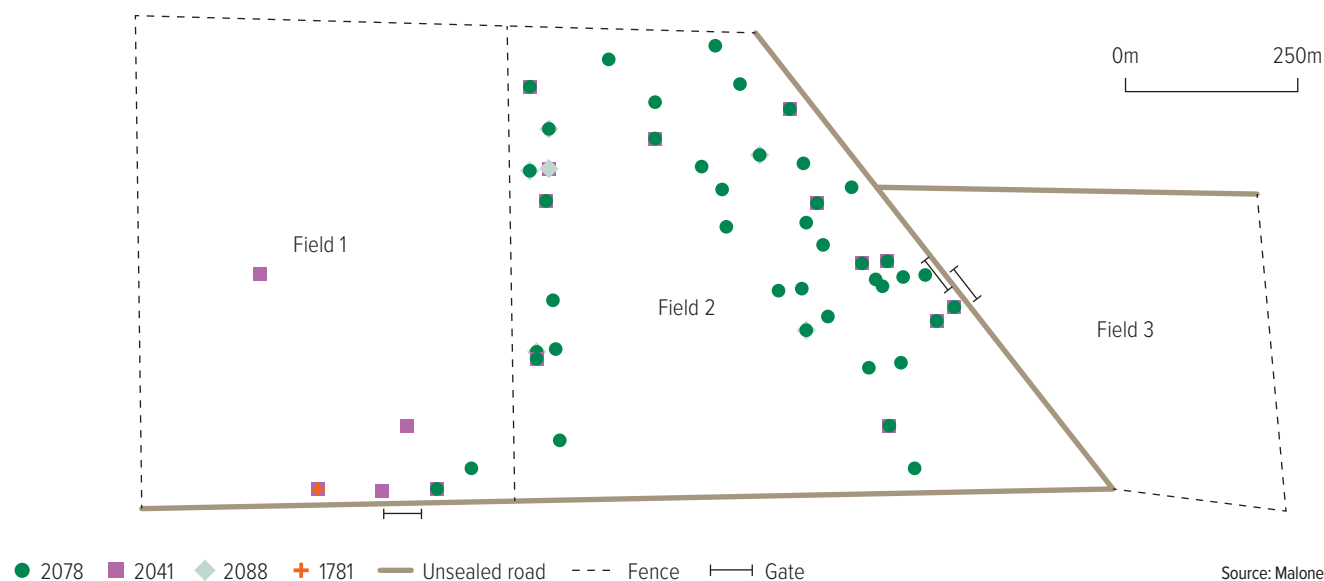 0m 250m
Field 1
Field 2
Field 3
2078 2041 2088 1781 Unsealed road Fence Gate
Source: Malone